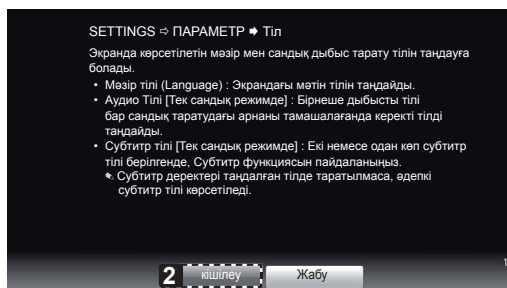 SETTINGS ⇨ ПАРАМЕТР ➧ Тіл
Экранда көрсетілетін мәзір мен сандық дыбыс тарату тілін таңдауға
болады.
• Мәзір тілі (Language) : Экрандағы мәтін тілін таңдайды.
• Аудио Тілі [Тек сандық режимде] : Бірнеше дыбысты тілі
бар сандық таратудағы арнаны тамашалағанда керекті тілді
таңдайды.
• Субтитр тілі [Тек сандық режимде] : Екі немесе одан көп субтитр
тілі берілгенде, Субтитр функциясын пайдаланыңыз.
✎ Субтитр деректері таңдалған тілде таратылмаса, әдепкі
субтитр тілі көрсетіледі.
1
2 кішілеу Жабу